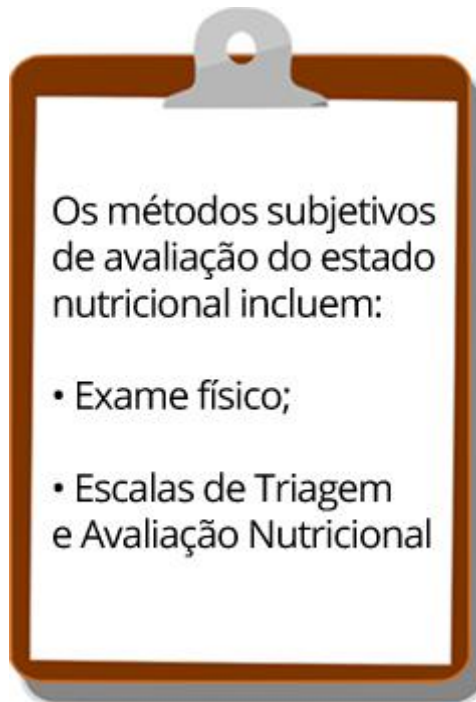 Os métodos subjetivos
de avaliação do estado
nutricional incluem:
• Exame físico;
• Escalas de Triagem
e Avaliação Nutricional